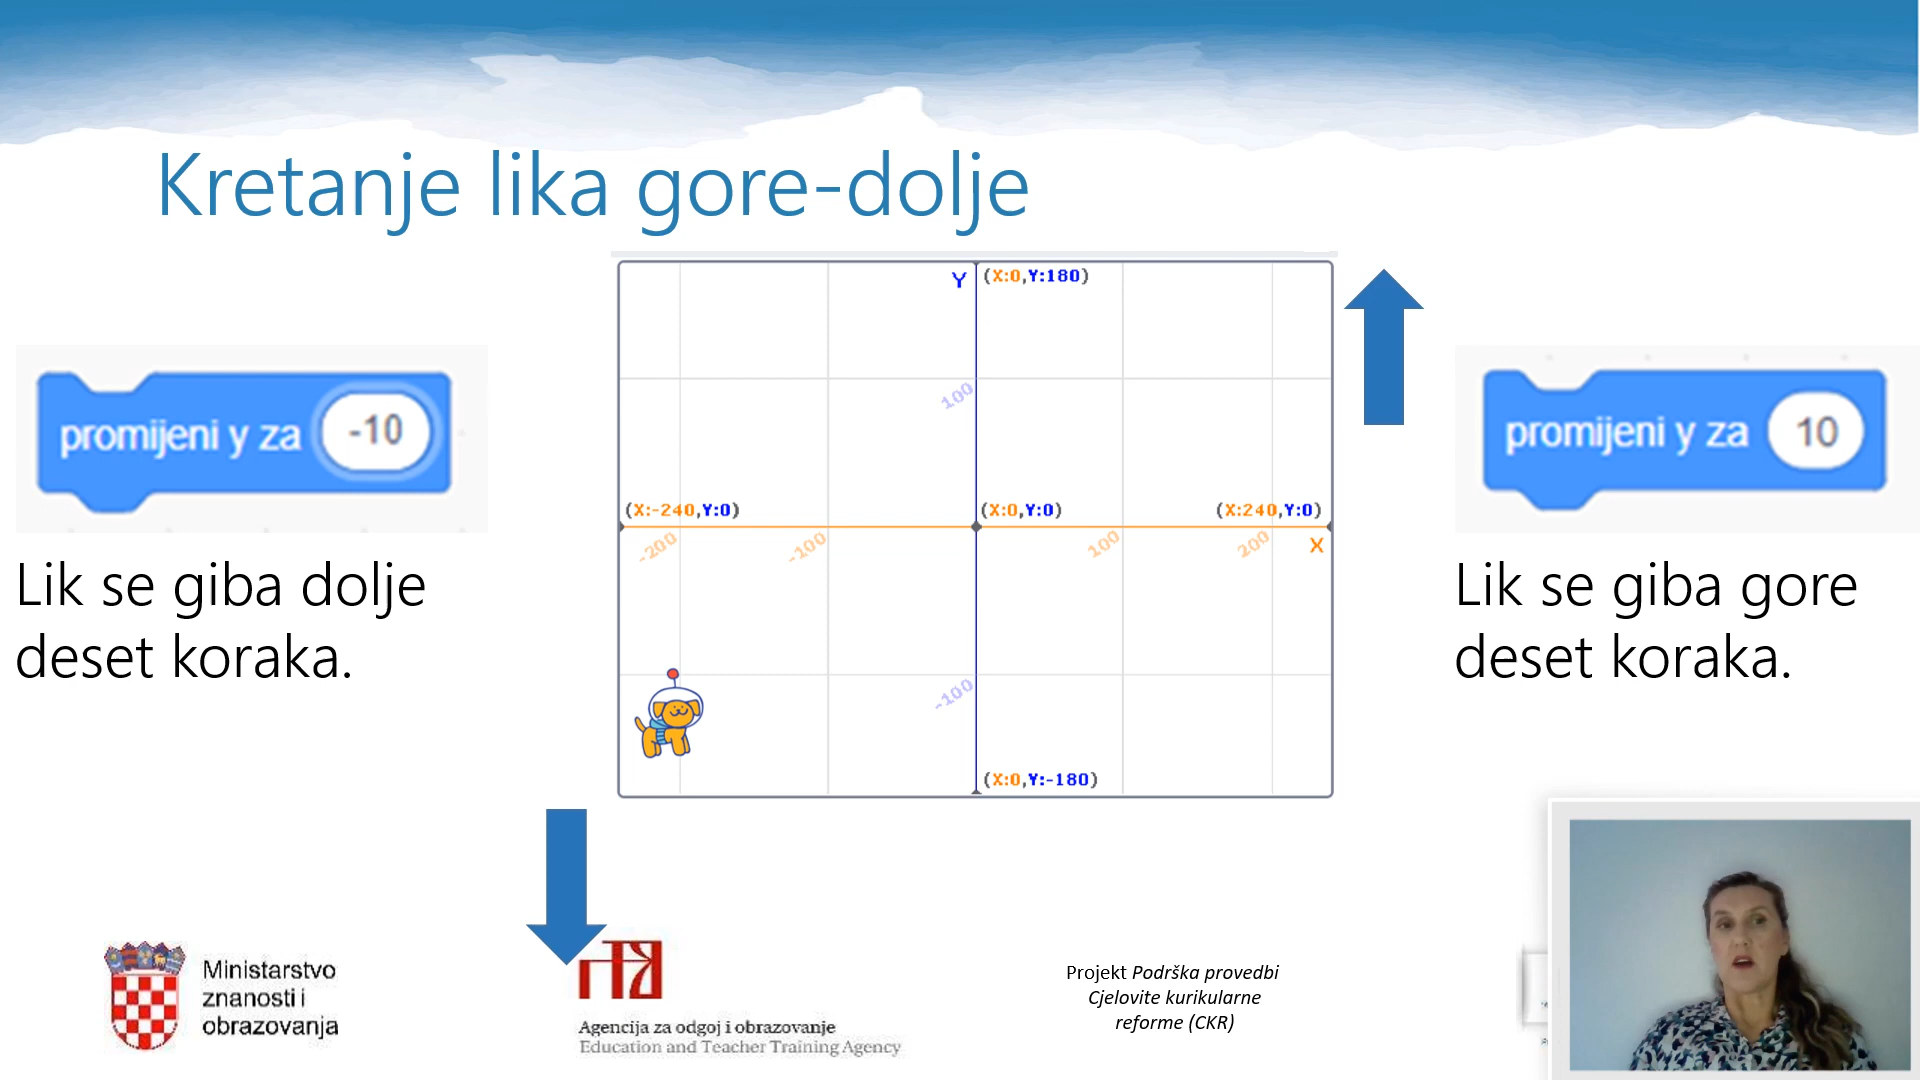 Kretanje lika gore-dolje
promijeni y za -10
Lik se giba dolje
deset koraka.
Y
(X:0,Y:180)
100
(X:-240,Y:0)
(X:0,Y:0)
(X:240,Y:0)
-200
-100
100
200
X
-100
(X:0,Y:-180)
promijeni y za 10
Lik se giba gore
deset koraka.
Ministarstvo
znanosti i
obrazovanja
Agencija za odgoj i obrazovanje
Education and Teacher Training Agency
Projekt Podrška provedbi
Cjelovite kurikularne
reforme (CKR)